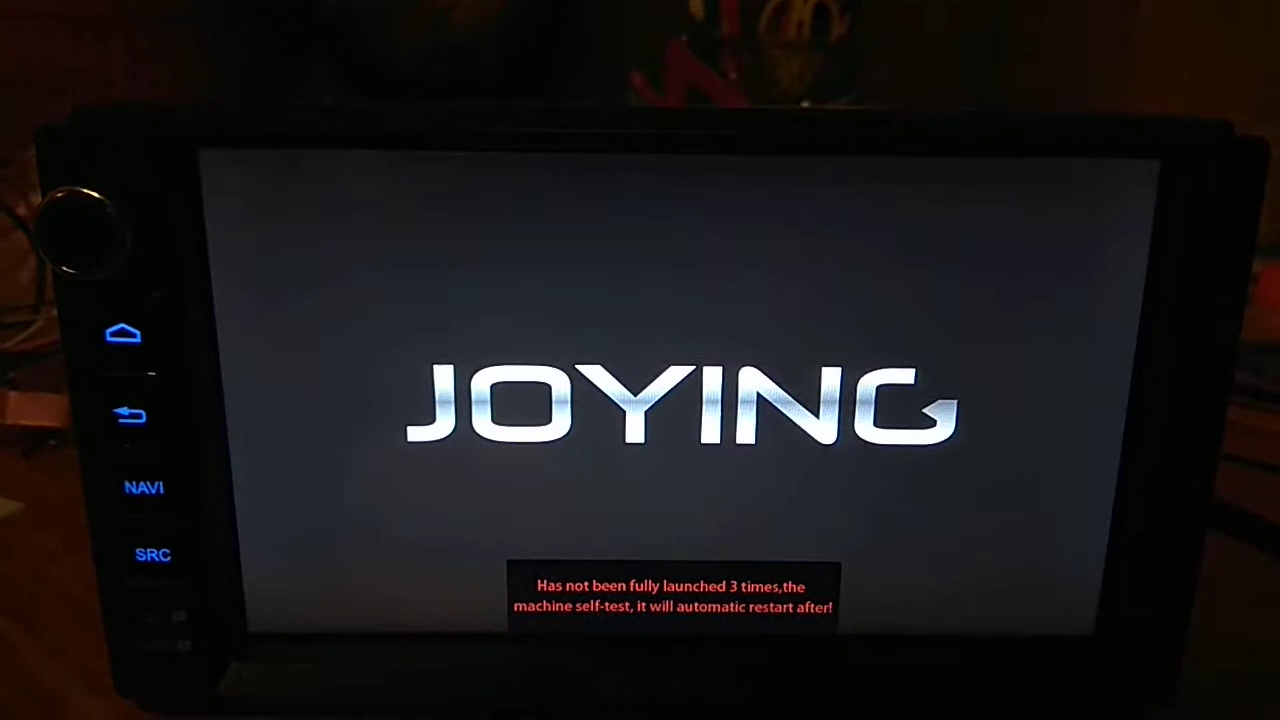 JOYING
NAVI
SRC
Has not been fully launched 3 times,the
machine self-test, it will automatic restart after!